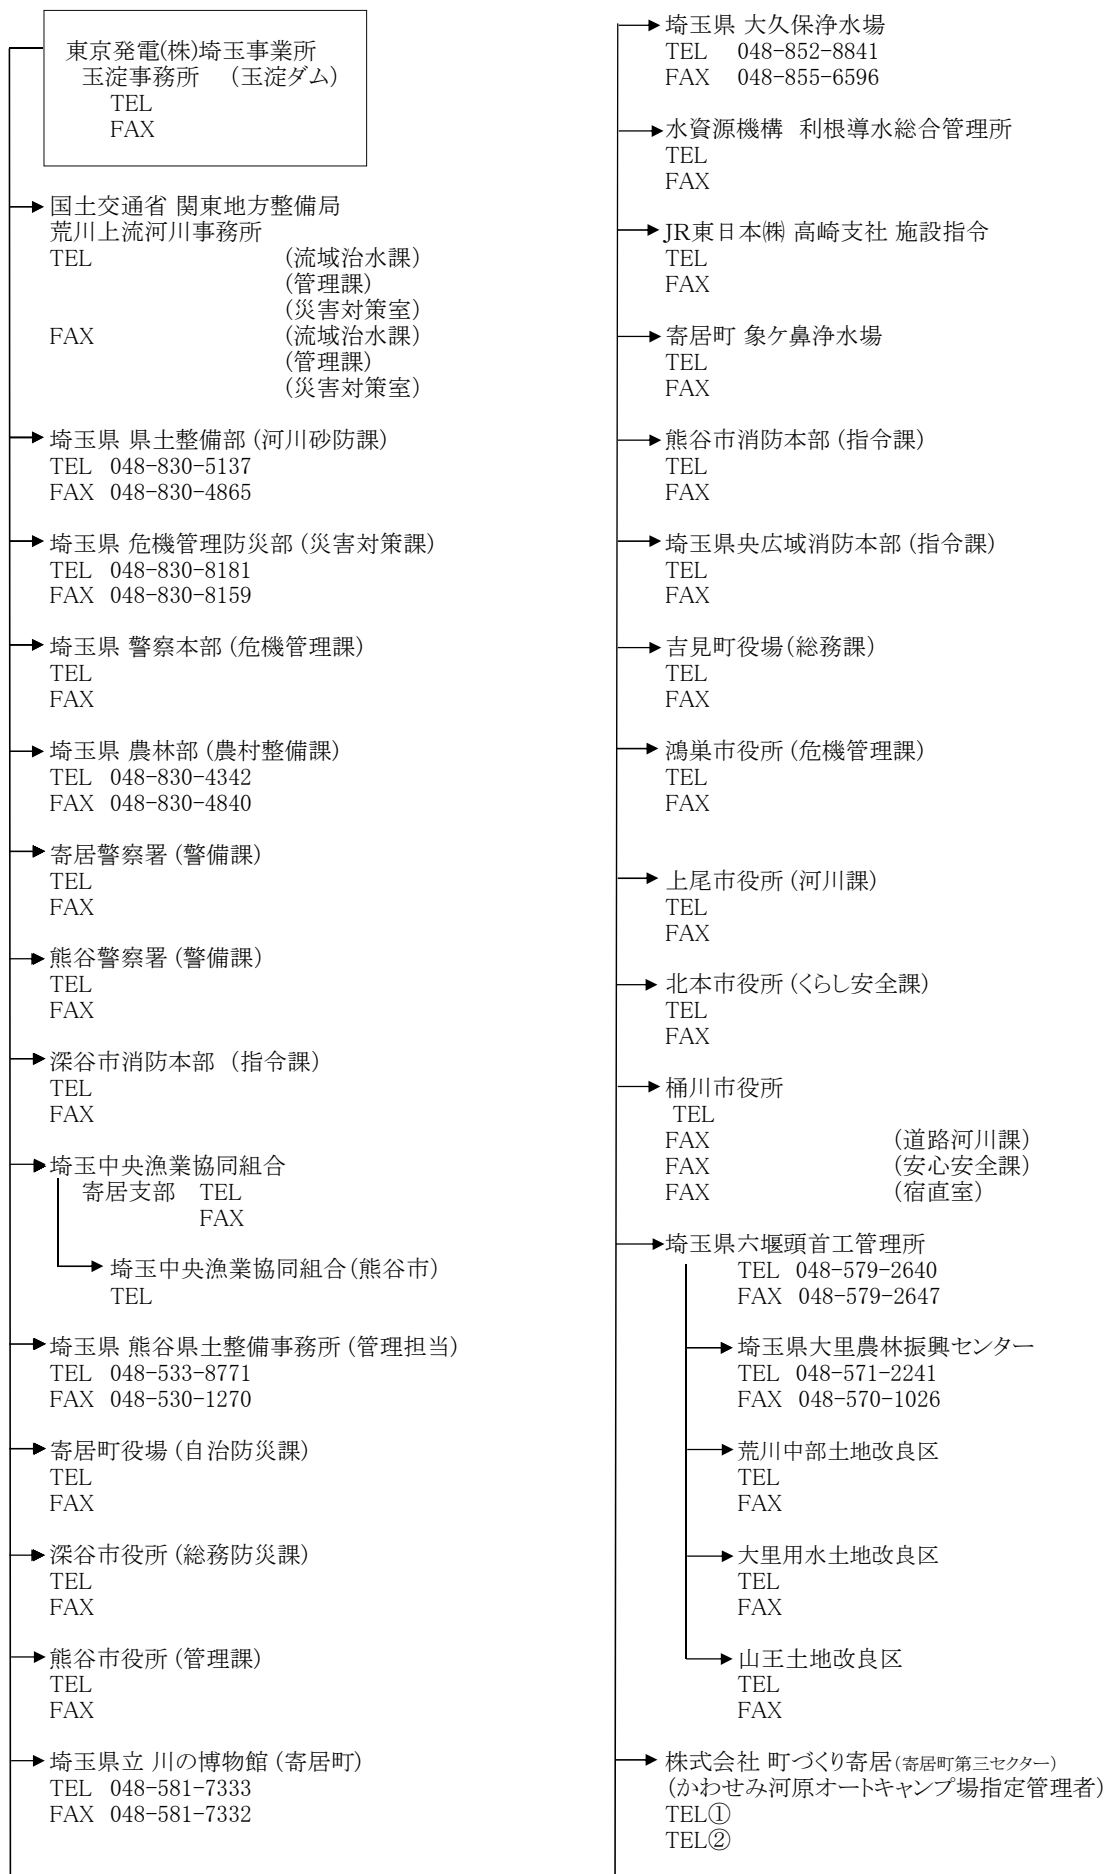 東京発電(株)埼玉事業所
玉淀事務所 (玉淀ダム)
TEL
FAX
国土交通省 関東地方整備局
荒川上流河川事務所
TEL (流域治水課)
(管理課)
(災害対策室)
FAX (流域治水課)
(管理課)
(災害対策室)
埼玉県 県土整備部 (河川砂防課)
TEL 048-830-5137
FAX 048-830-4865
埼玉県 危機管理防災部 (災害対策課)
TEL 048-830-8181
FAX 048-830-8159
埼玉県 警察本部 (危機管理課)
TEL
FAX
埼玉県 農林部 (農村整備課)
TEL 048-830-4342
FAX 048-830-4840
寄居警察署 (警備課)
TEL
FAX
熊谷警察署 (警備課)
TEL
FAX
深谷市消防本部 (指令課)
TEL
FAX
埼玉中央漁業協同組合
寄居支部 TEL
FAX
埼玉中央漁業協同組合(熊谷市)
TEL
埼玉県 熊谷県土整備事務所 (管理担当)
TEL 048-533-8771
FAX 048-530-1270
寄居町役場 (自治防災課)
TEL
FAX
深谷市役所 (総務防災課)
TEL
FAX
熊谷市役所 (管理課)
TEL
FAX
埼玉県立 川の博物館 (寄居町)
TEL 048-581-7333
FAX 048-581-7332
埼玉県 大久保浄水場
TEL 048-852-8841
FAX 048-855-6596
水資源機構 利根導水総合管理所
TEL
FAX
JR東日本㈱ 高崎支社 施設指令
TEL
FAX
寄居町 象ケ鼻浄水場
TEL
FAX
熊谷市消防本部 (指令課)
TEL
FAX
埼玉県央広域消防本部 (指令課)
TEL
FAX
吉見町役場(総務課)
TEL
FAX
鴻巣市役所 (危機管理課)
TEL
FAX
上尾市役所 (河川課)
TEL
FAX
北本市役所 (くらし安全課)
TEL
FAX
桶川市役所
TEL
FAX (道路河川課)
FAX (安心安全課)
FAX (宿直室)
埼玉県六堰頭首工管理所
TEL 048-579-2640
FAX 048-579-2647
埼玉県大里農林振興センター
TEL 048-571-2241
FAX 048-570-1026
荒川中部土地改良区
TEL
FAX
大里用水土地改良区
TEL
FAX
山王土地改良区
TEL
FAX
株式会社 町づくり寄居(寄居町第三セクター)
(かわせみ河原オートキャンプ場指定管理者)
TEL①
TEL②